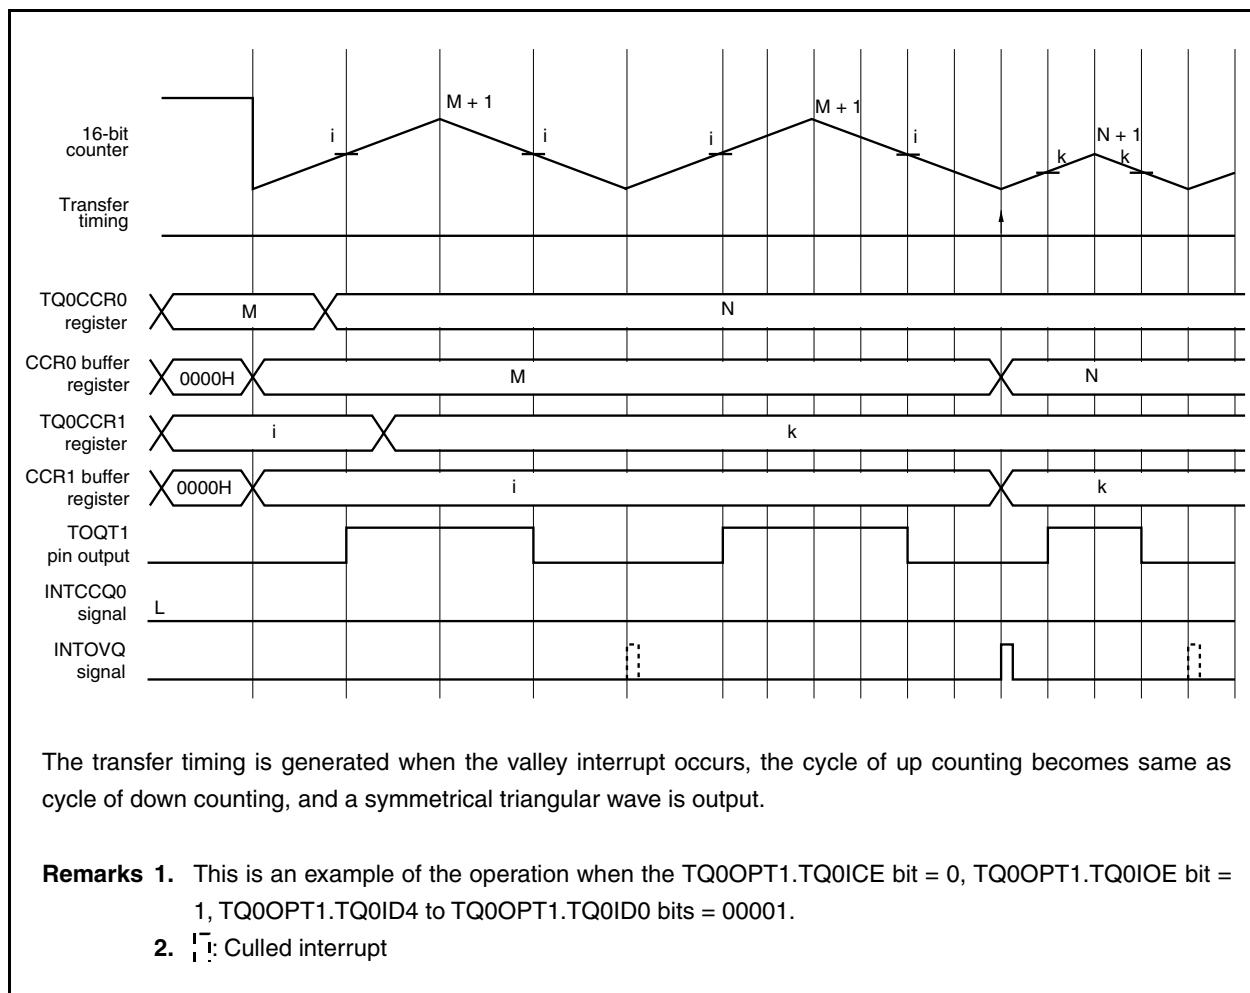 M + 1
M + 1
i
i
i
i
N + 1
k
k
16-bit
counter
Transfer
timing
TQ0CCR0
register
M
N
CCR0 buffer
register
0000H
M
N
TQ0CCR1
register
i
k
CCR1 buffer
register
0000H
i
k
TOQT1
pin output
INTCCQ0
signal
L
INTOVQ
signal
The transfer timing is generated when the valley interrupt occurs, the cycle of up counting becomes same as
cycle of down counting, and a symmetrical triangular wave is output.
Remarks 1. This is an example of the operation when the TQ0OPT1.TQ0ICE bit = 0, TQ0OPT1.TQ0IOE bit =
1, TQ0OPT1.TQ0ID4 to TQ0OPT1.TQ0ID0 bits = 00001.
2. : Culled interrupt